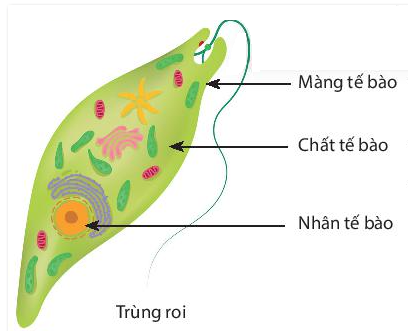 Màng tế bào
Chất tế bào
Nhân tế bào
Trùng roi